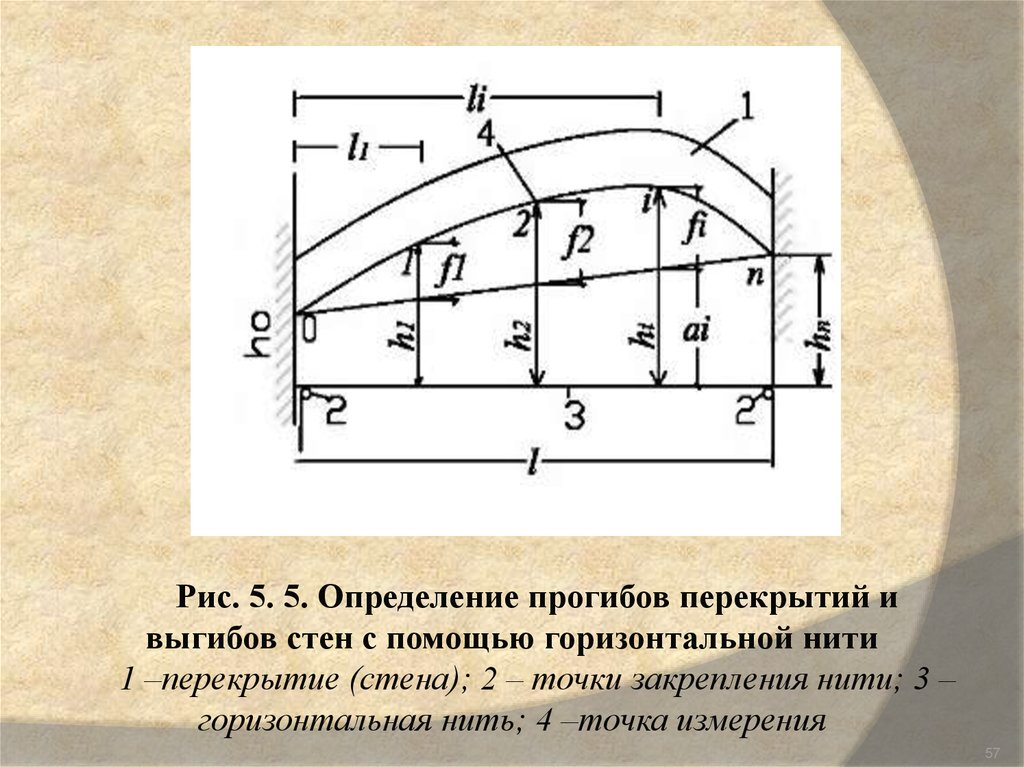 li
4
1
l1
i
2
fi
f2
1
f1
n
h0
0
h1
h2
hi
ai
hn
2
3
2
l
Рис. 5. 5. Определение прогибов перекрытий и
выгибов стен с помощью горизонтальной нити
1 –перекрытие (стена); 2 – точки закрепления нити; 3 –
горизонтальная нить; 4 –точка измерения
57